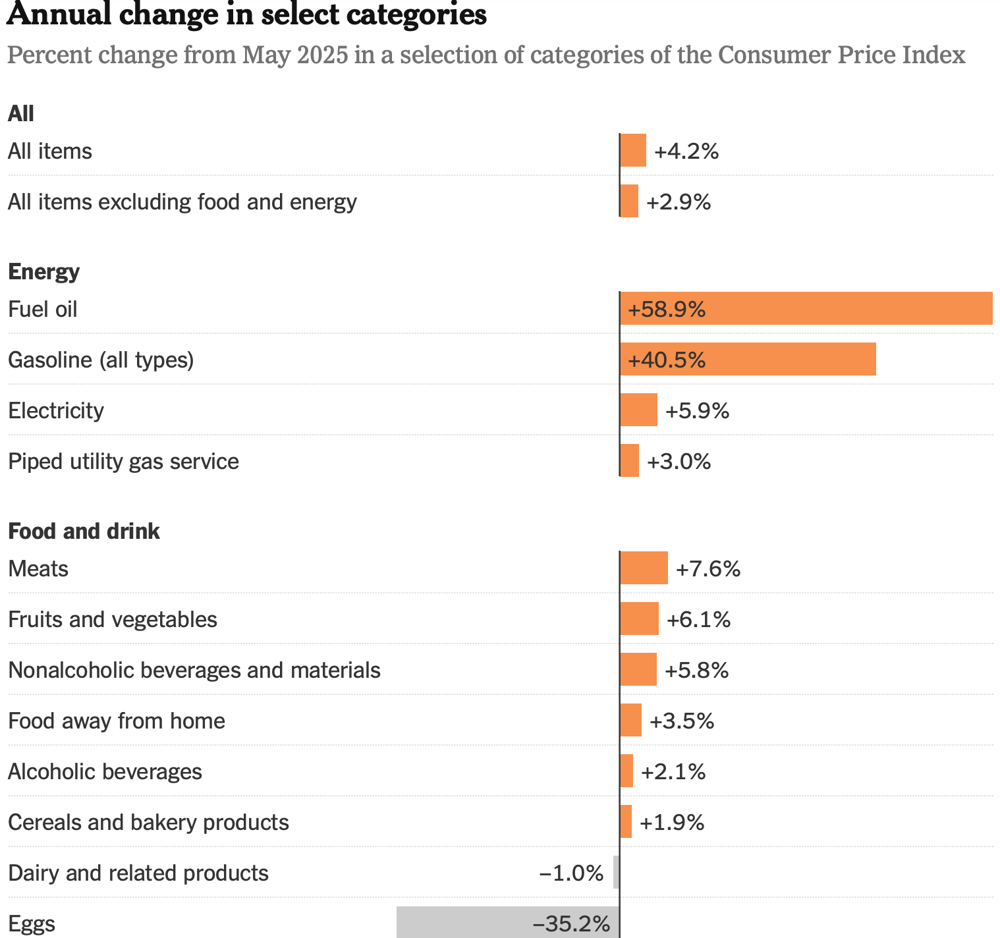 Annual change in select categories
Percent change from May 2025 in a selection of categories of the Consumer Price Index
All
All items +4.2%
All items excluding food and energy +2.9%
Energy
Fuel oil +58.9%
Gasoline (all types) +40.5%
Electricity +5.9%
Piped utility gas service +3.0%
Food and drink
Meats +7.6%
Fruits and vegetables +6.1%
Nonalcoholic beverages and materials +5.8%
Food away from home +3.5%
Alcoholic beverages +2.1%
Cereals and bakery products +1.9%
Dairy and related products −1.0%
Eggs −35.2%